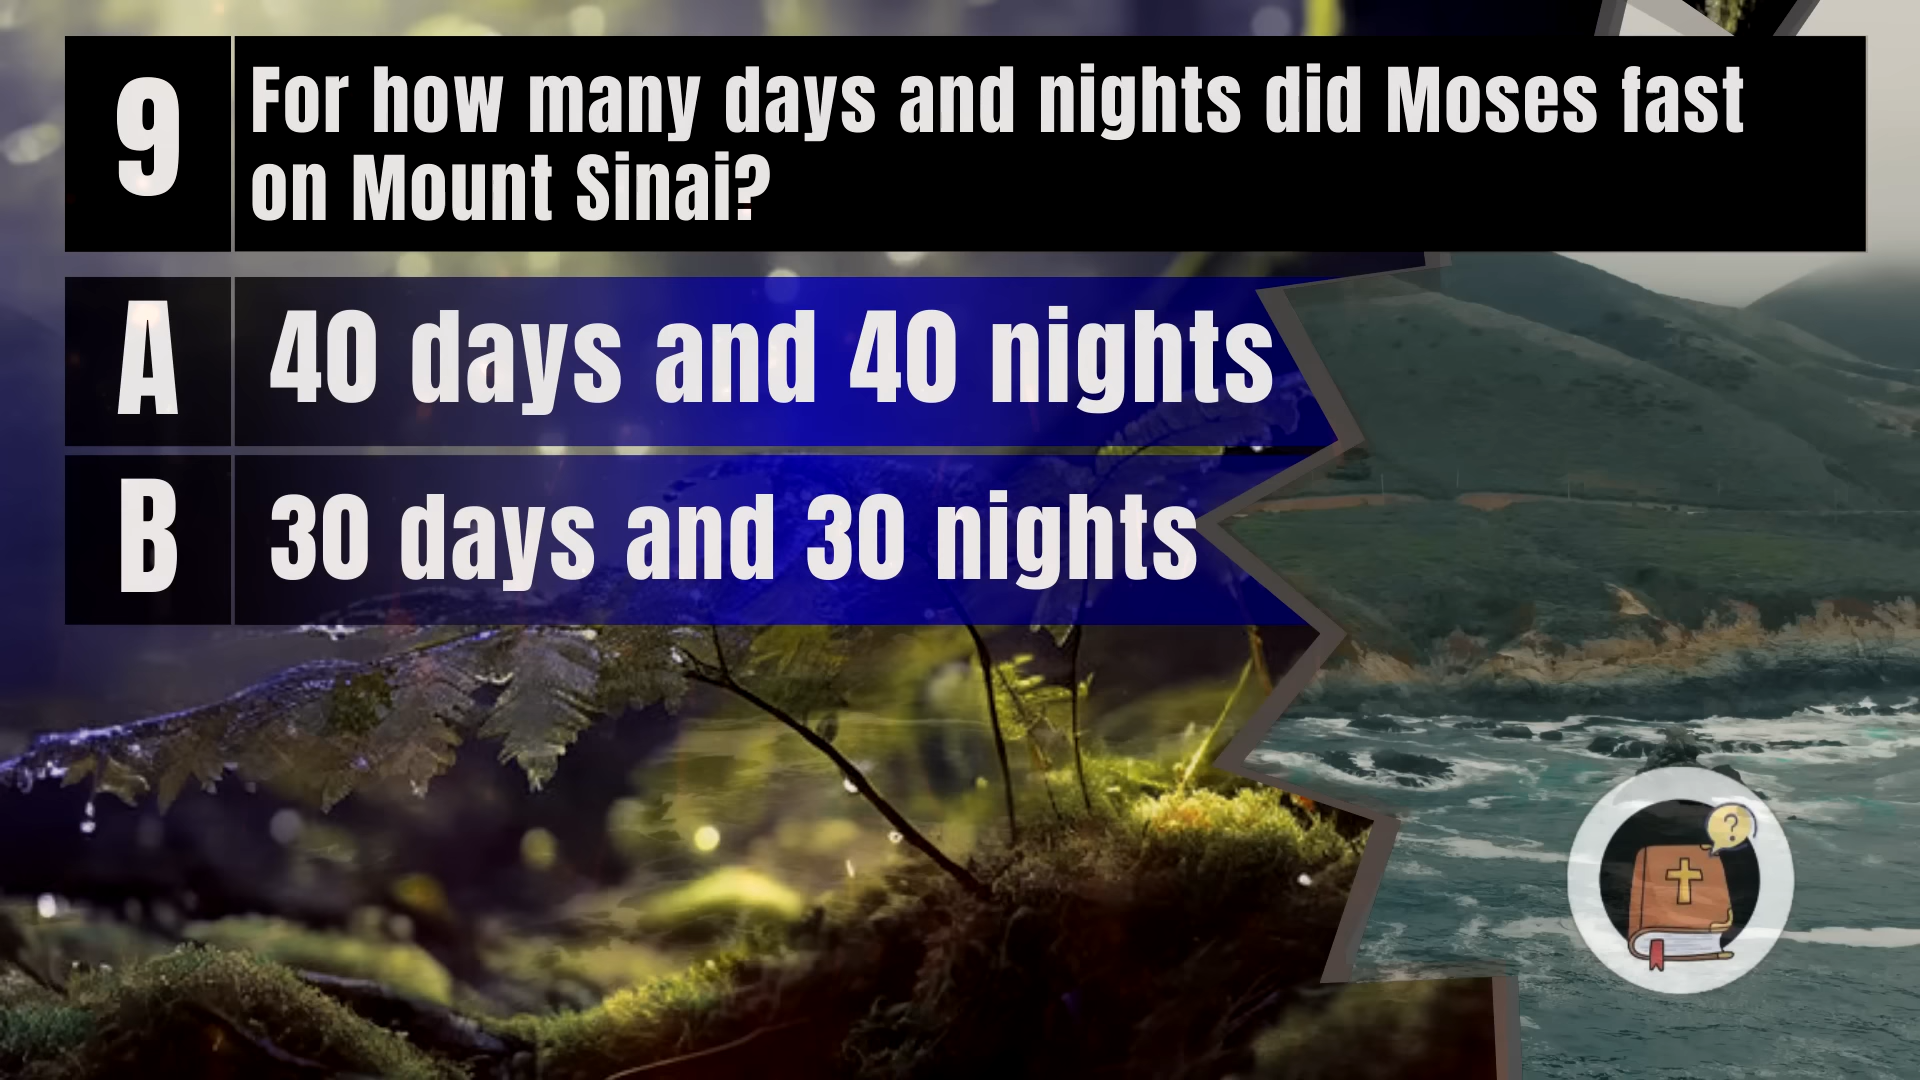 9
For how many days and nights did Moses fast
on Mount Sinai?
A
40 days and 40 nights
B
30 days and 30 nights
?